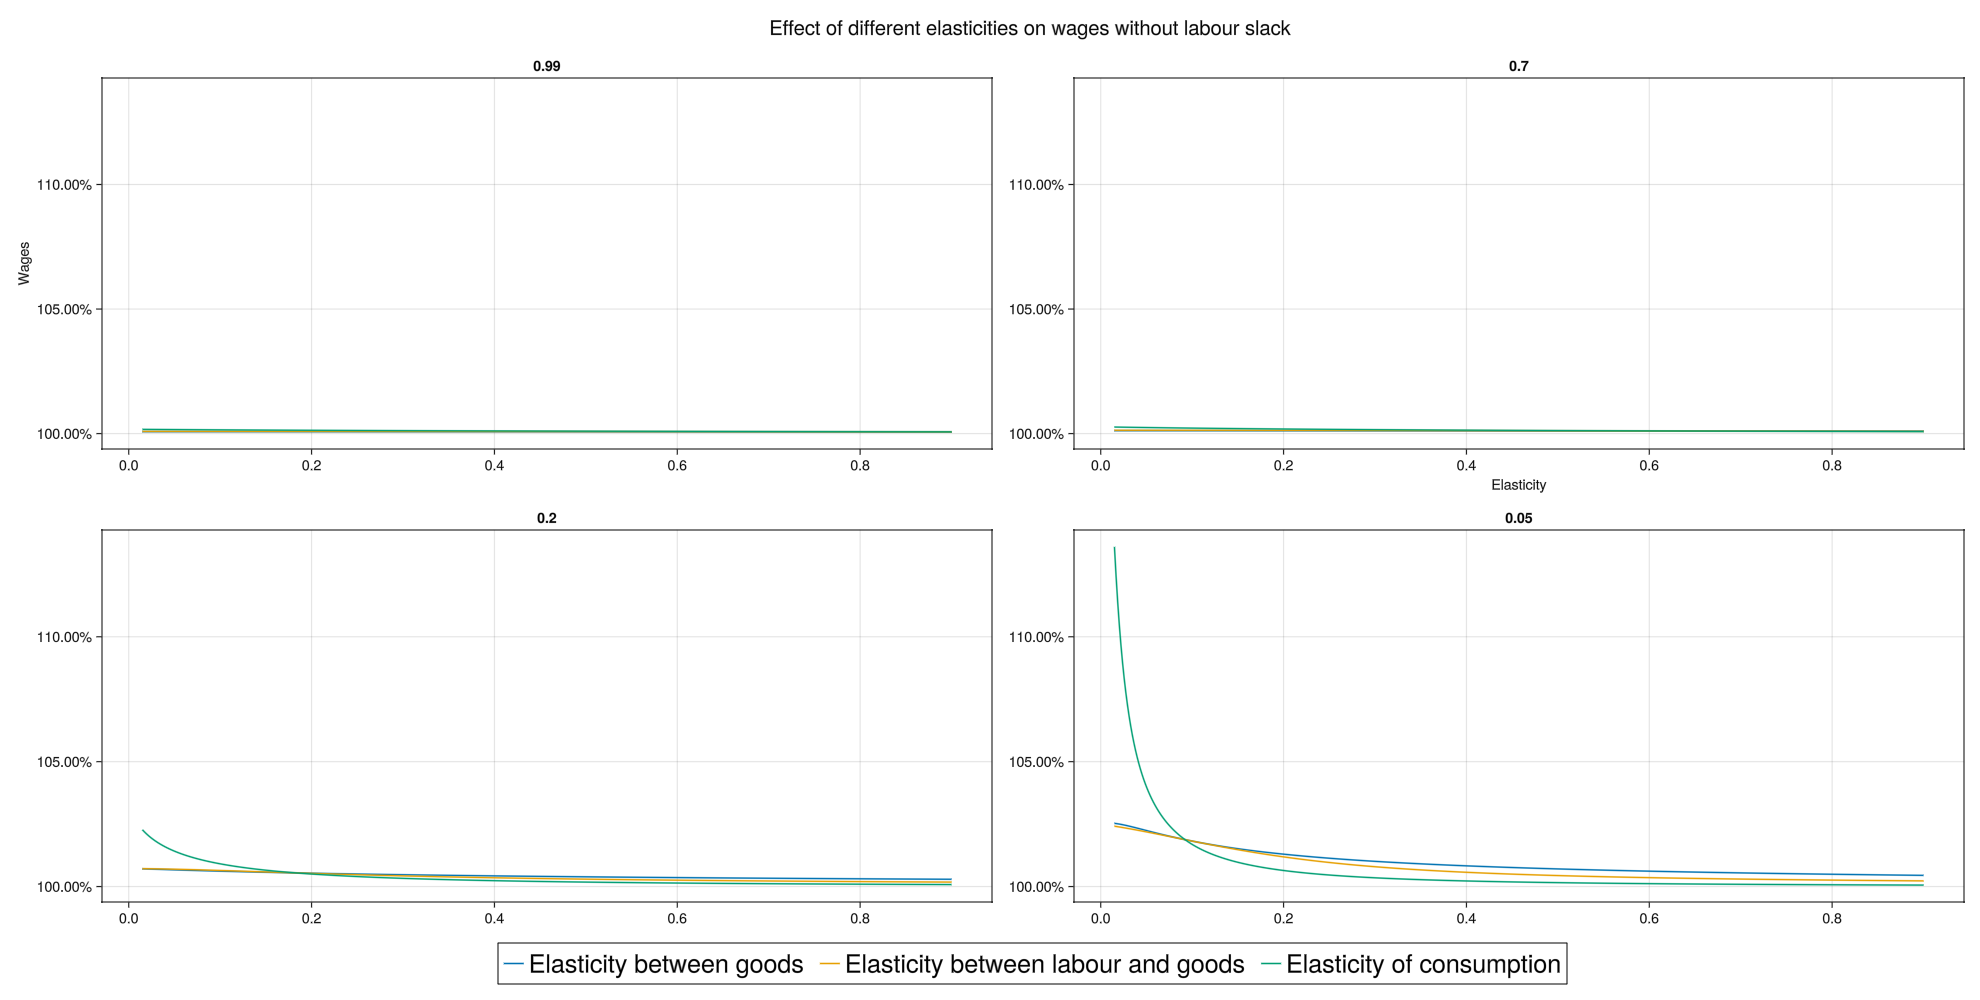 Effect of different elasticities on wages without labour slack
0.99
0.7
Wages
110.00%
105.00%
100.00%
0.0 0.2 0.4 0.6 0.8
110.00%
105.00%
100.00%
0.0 0.2 0.4 0.6 0.8
Elasticity
0.2
0.05
110.00%
105.00%
100.00%
0.0 0.2 0.4 0.6 0.8
110.00%
105.00%
100.00%
0.0 0.2 0.4 0.6 0.8
Elasticity between goods Elasticity between labour and goods Elasticity of consumption